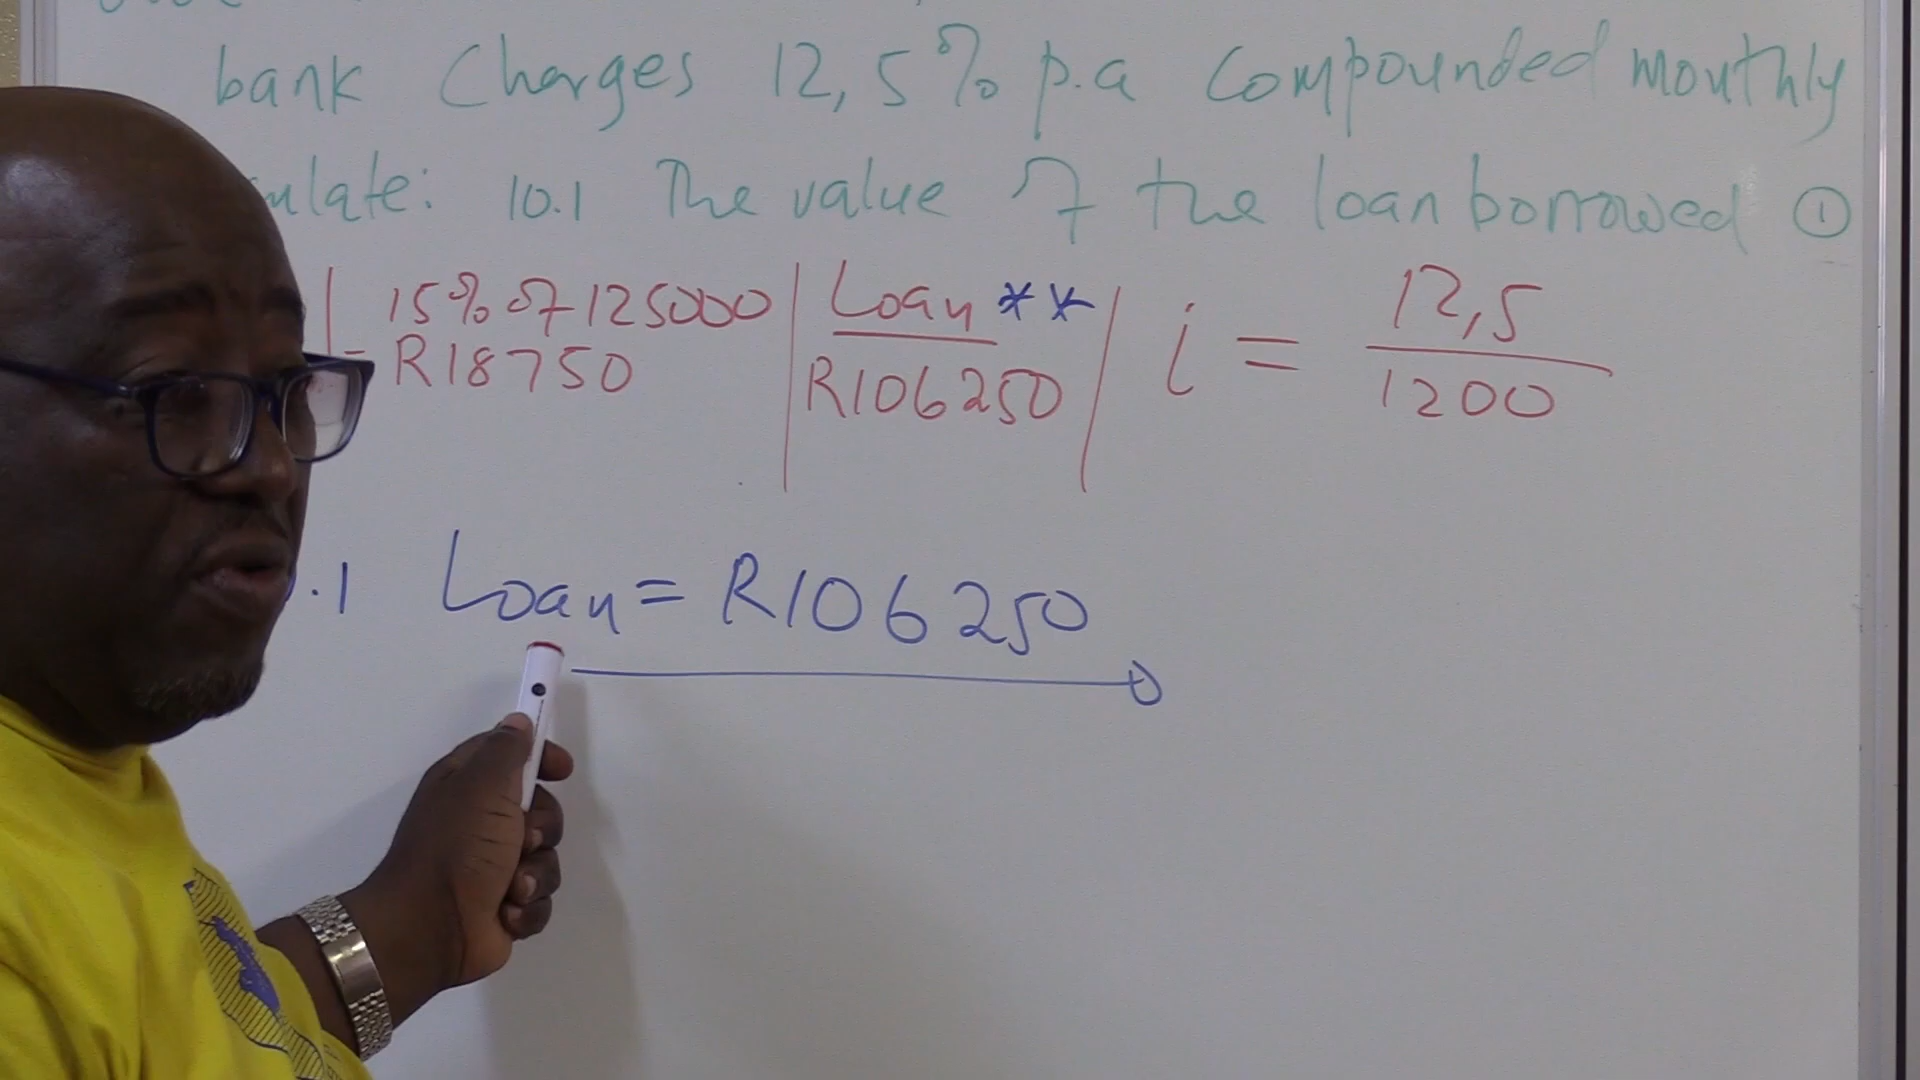 bank Charges 12,5% p.a Compounded monthly
ulate: 10.1 The value of the loan borrowed ①
15% of 125000 | Loan ** | i = 12,5
= R18750 | R106250 | 1200
.1 Loan = R106250